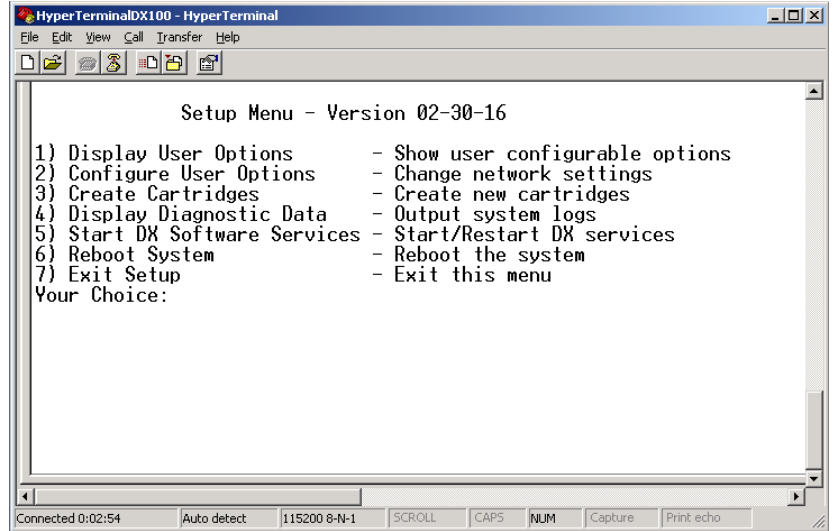 HyperTerminalDX100 - HyperTerminal
File Edit View Call Transfer Help
Setup Menu - Version 02-30-16
1) Display User Options - Show user configurable options
2) Configure User Options - Change network settings
3) Create Cartridges - Create new cartridges
4) Display Diagnostic Data - Output system logs
5) Start DX Software Services - Start/Restart DX services
6) Reboot System - Reboot the system
7) Exit Setup - Exit this menu
Your Choice:
Connected 0:02:54 Auto detect 115200 8-N-1 SCROLL CAPS NUM Capture Print echo